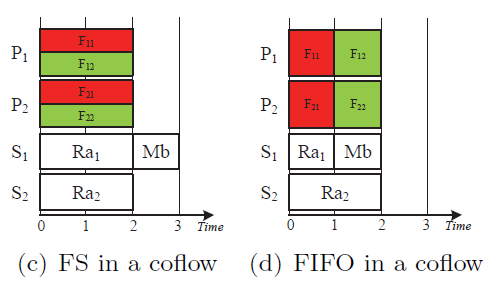 P1 F11 F12
P2 F21 F22
S1 Ra1 Mb
S2 Ra2
0 1 2 3 Time
(c) FS in a coflow
P1 F11 F12
P2 F21 F22
S1 Ra1 Mb
S2 Ra2
0 1 2 3 Time
(d) FIFO in a coflow